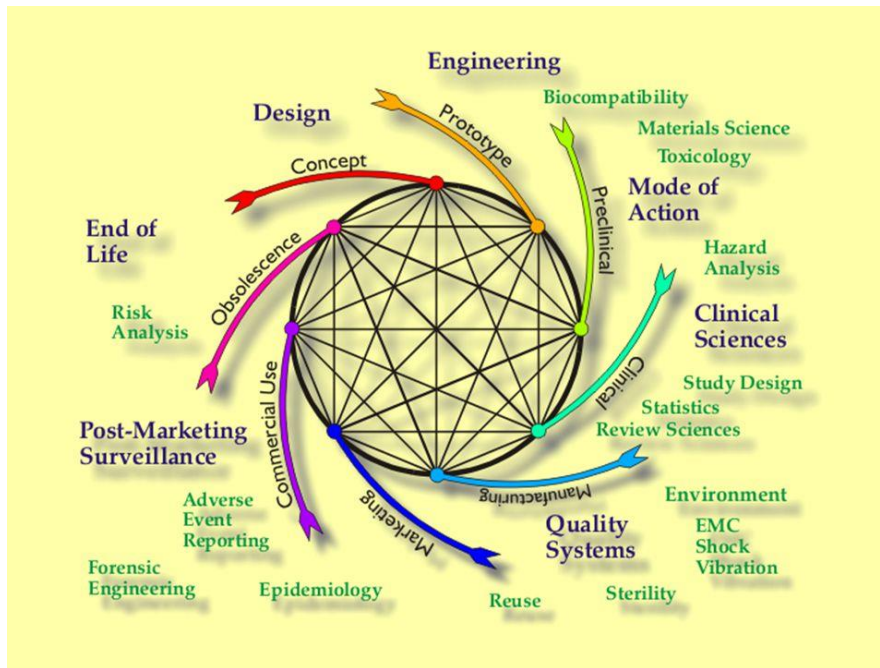 Engineering
Design
Prototype
Biocompatibility
Concept
Materials Science
Toxicology
Mode of
Action
Preclinical
End of
Life
Obsolescence
Hazard
Analysis
Risk
Analysis
Clinical
Sciences
Clinical
Study Design
Statistics
Review Sciences
Commercial Use
Post-Marketing
Surveillance
Manufacturing
Marketing
Environment
Adverse
Event
Reporting
Quality
Systems
EMC
Shock
Vibration
Forensic
Engineering
Epidemiology
Reuse
Sterility